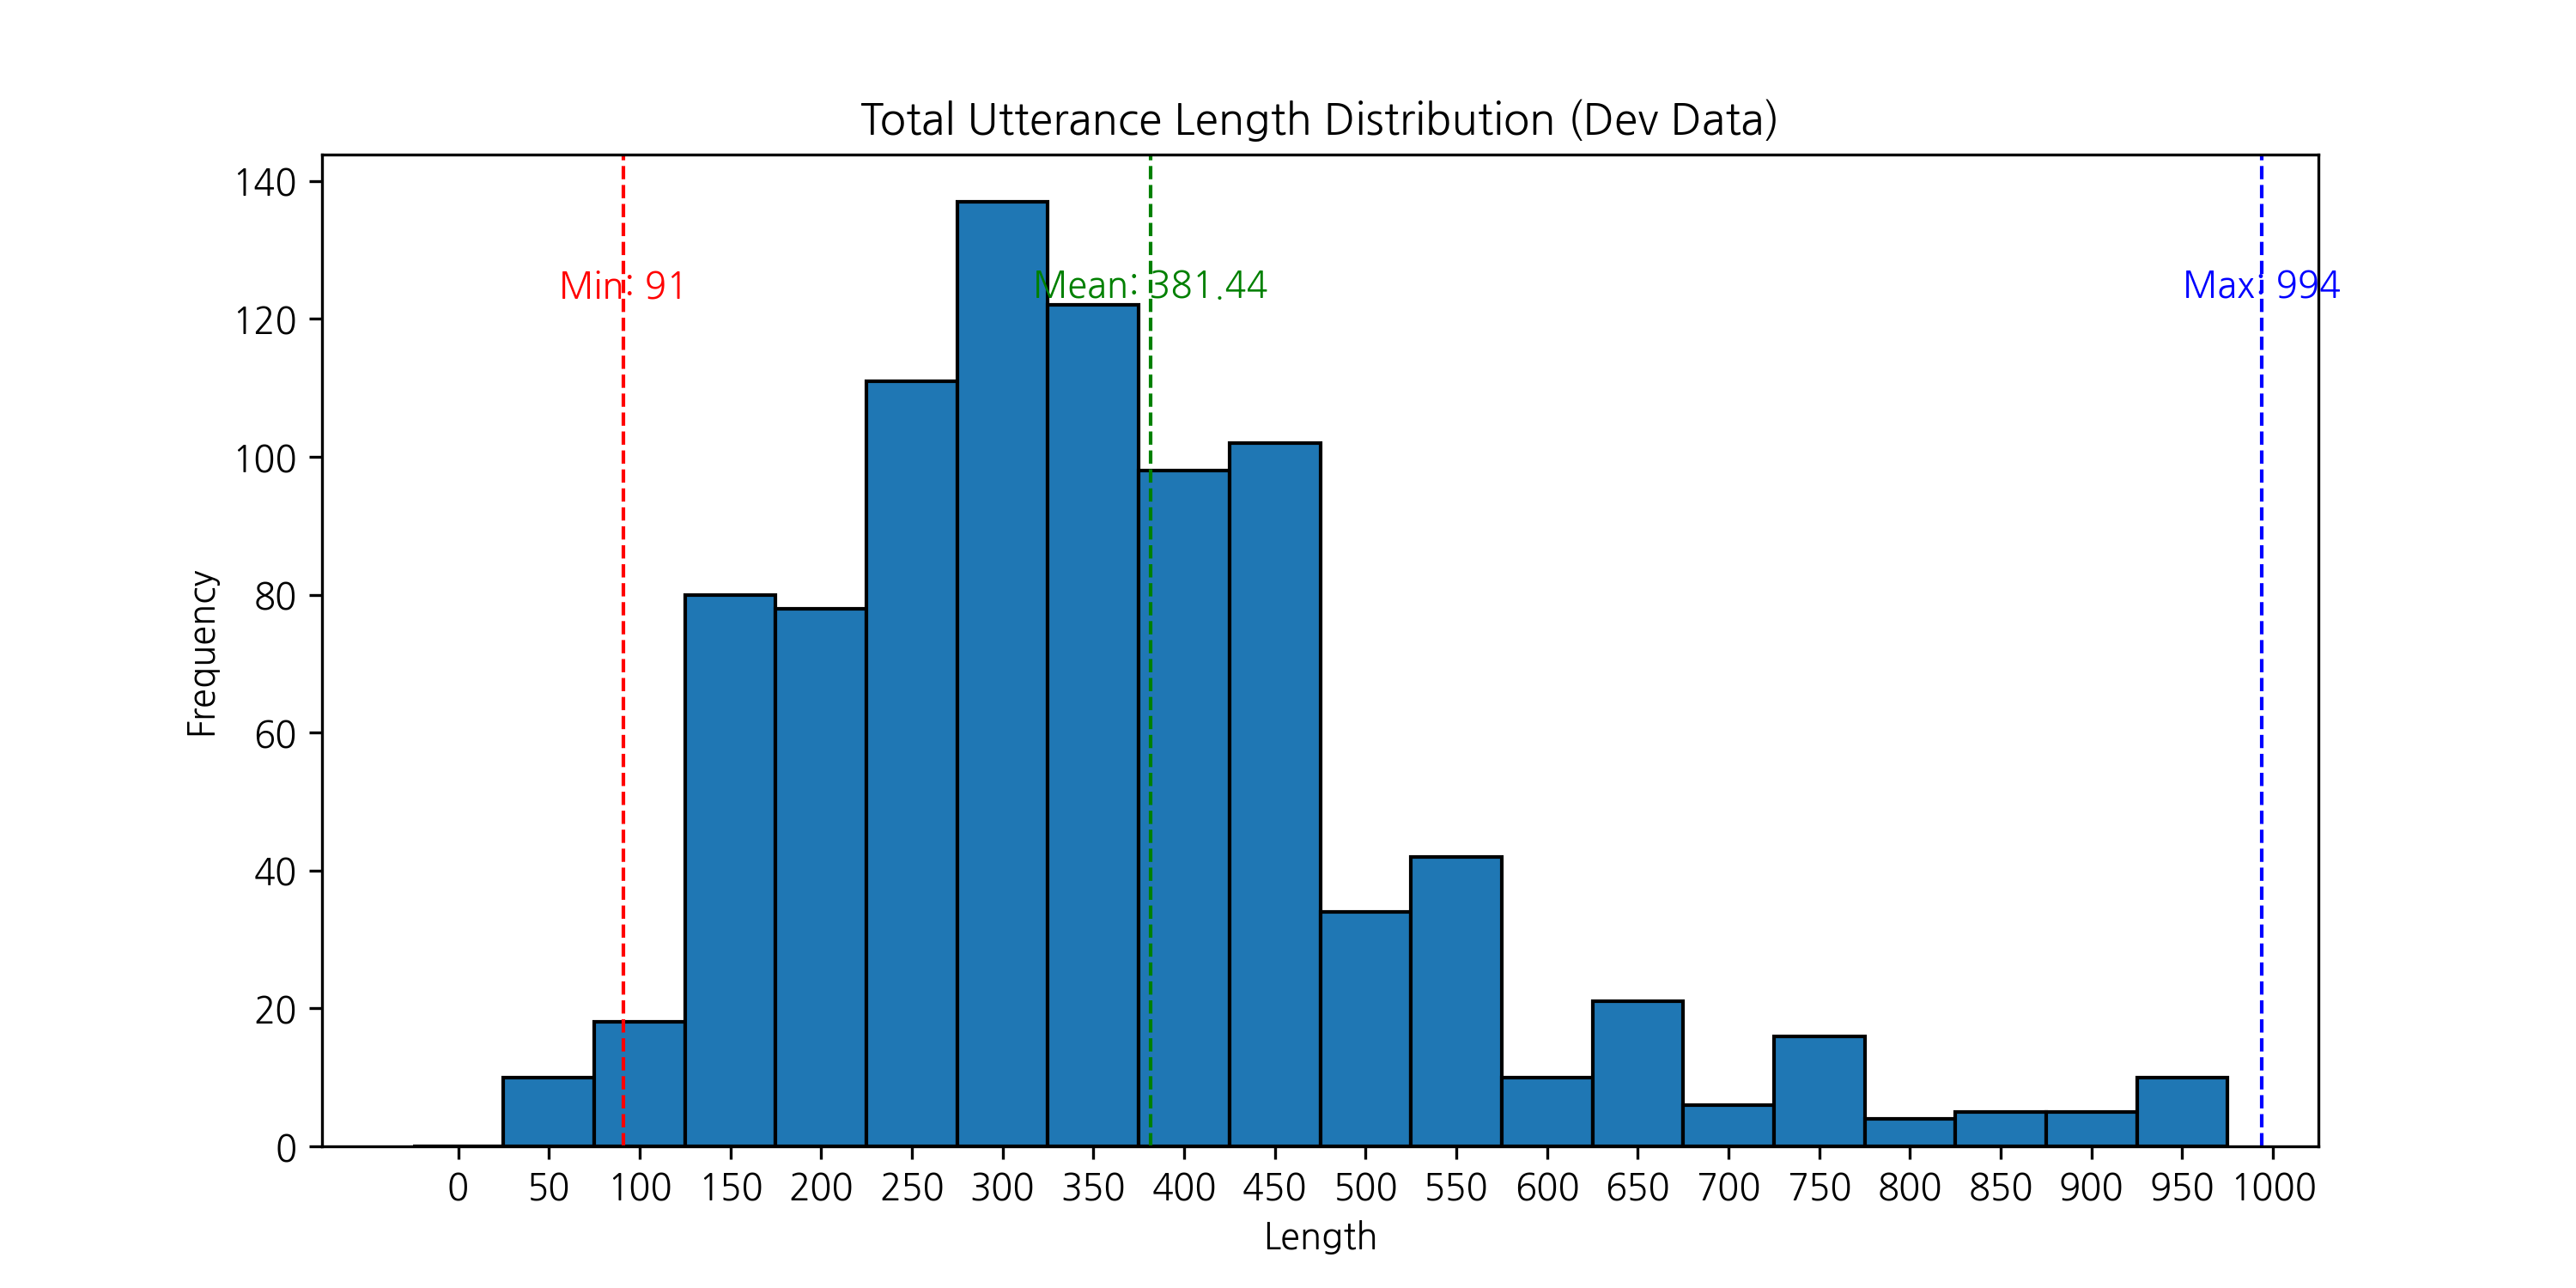 Total Utterance Length Distribution (Dev Data)
140
120
100
80
60
40
20
0
Frequency
Min: 91
Mean: 381.44
Max: 994
0 50 100 150 200 250 300 350 400 450 500 550 600 650 700 750 800 850 900 950 1000
Length